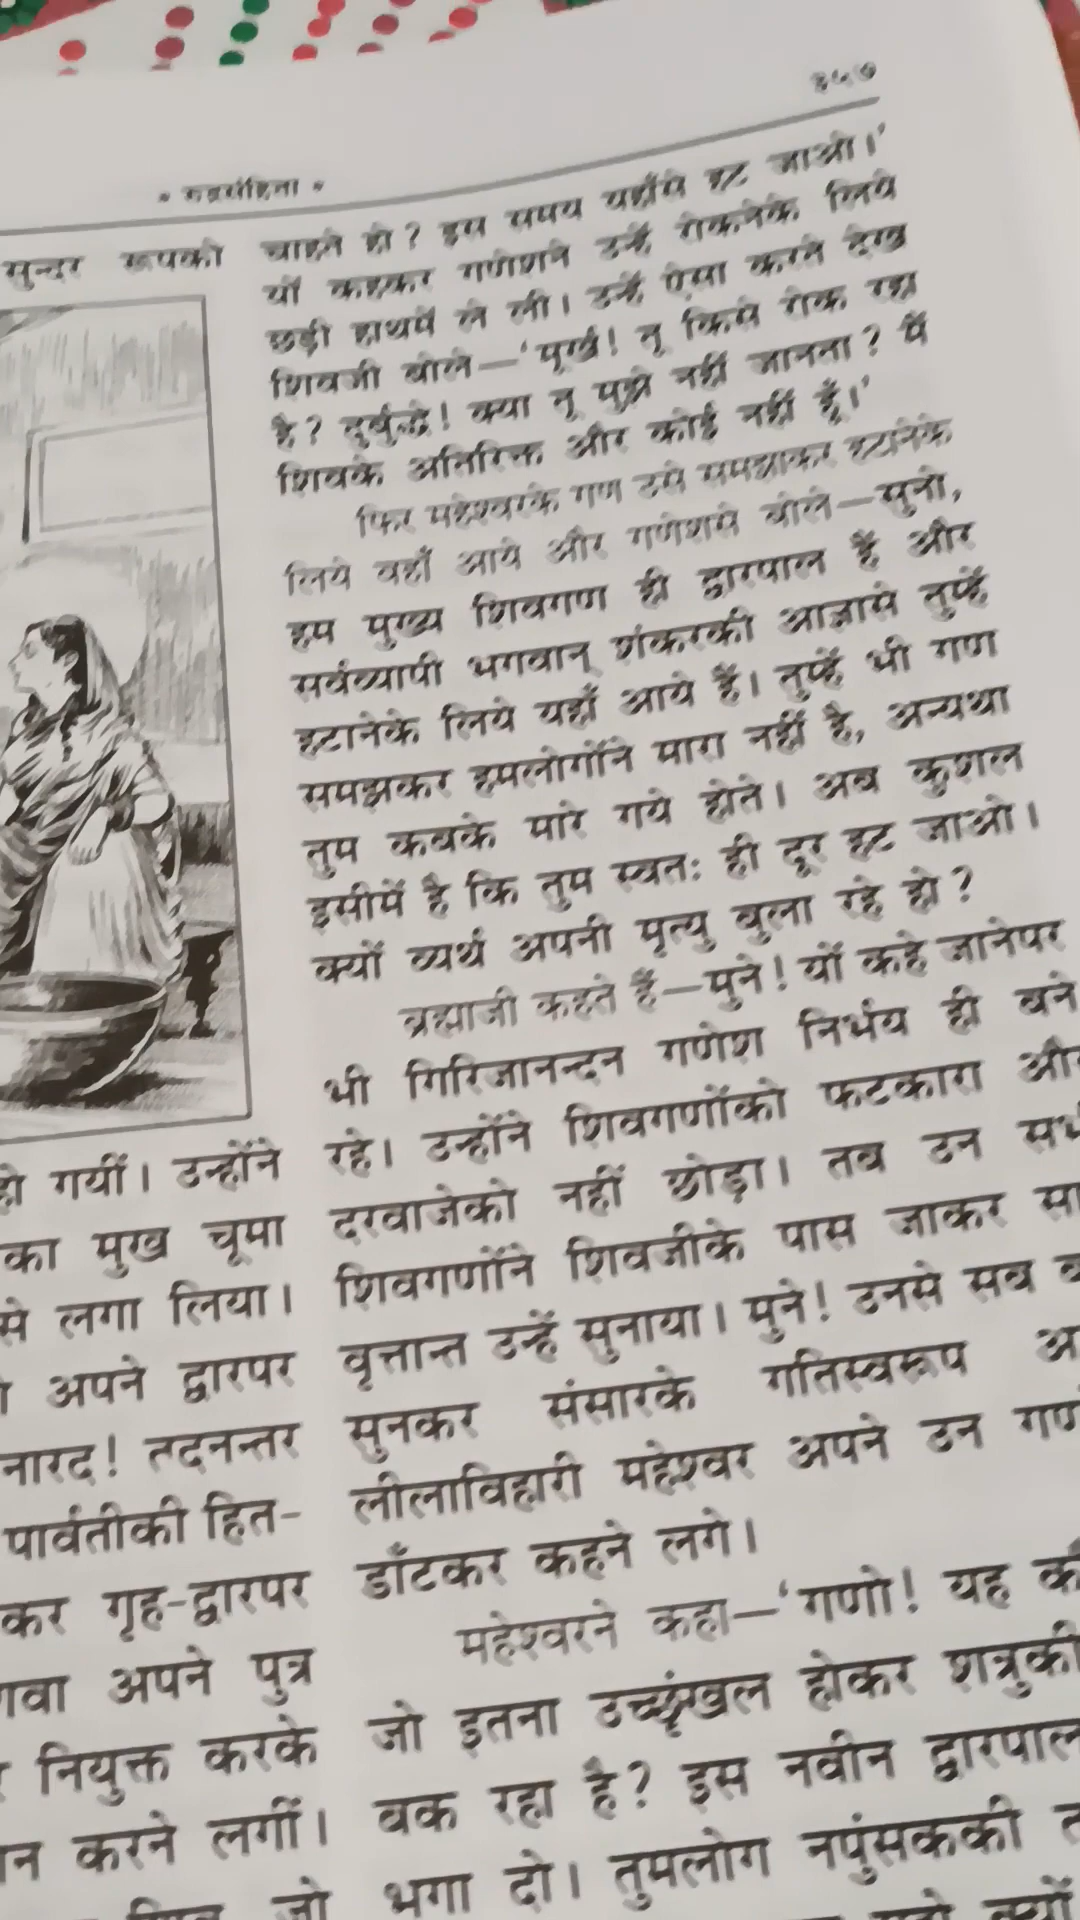 ३५७
* रुद्रसंहिता *
सुन्दर रूपको
हो गयीं। उन्होंने
का मुख चूमा
से लगा लिया।
अपने द्वारपर
नारद! तदनन्तर
पार्वतीकी हित-
कर गृह-द्वारपर
अपने पुत्र
नियुक्त करके
करने लगीं।
जो
चाहते हो? इस समय यहाँसे हट जाओ।'
यों कहकर गणेशने उन्हें रोकनेके लिये
छड़ी हाथमें ले ली। उन्हें ऐसा करते देख
शिवजी बोले—'मूर्ख! तू किसे रोक रहा
है? दुर्बुद्धे! क्या तू मुझे नहीं जानता? मैं
शिवके अतिरिक्त और कोई नहीं हूँ।'
फिर महेश्वरके गण उसे समझाकर हटानेके
लिये वहाँ आये और गणेशसे बोले—सुनो,
हम मुख्य शिवगण ही द्वारपाल हैं और
सर्वव्यापी भगवान् शंकरकी आज्ञासे तुम्हें
हटानेके लिये यहाँ आये हैं। तुम्हें भी गण
समझकर हमलोगोंने मारा नहीं है, अन्यथा
तुम कबके मारे गये होते। अब कुशल
इसीमें है कि तुम स्वतः ही दूर हट जाओ।
क्यों व्यर्थ अपनी मृत्यु बुला रहे हो?
ब्रह्माजी कहते हैं—मुने! यों कहे जानेपर
भी गिरिजानन्दन गणेश निर्भय ही बने
रहे। उन्होंने शिवगणोंको फटकारा और
दरवाजेको नहीं छोड़ा। तब उन सभी
शिवगणोंने शिवजीके पास जाकर सा
वृत्तान्त उन्हें सुनाया। मुने! उनसे सब
सुनकर संसारके गतिस्वरूप अ
लीलाविहारी महेश्वर अपने उन गण
डाँटकर कहने लगे।
महेश्वरने कहा—'गणो! यह कौ
जो इतना उच्छृंखल होकर शत्रुकी
बक रहा है? इस नवीन द्वारपाल
भगा दो। तुमलोग नपुंसककी त
क्यों